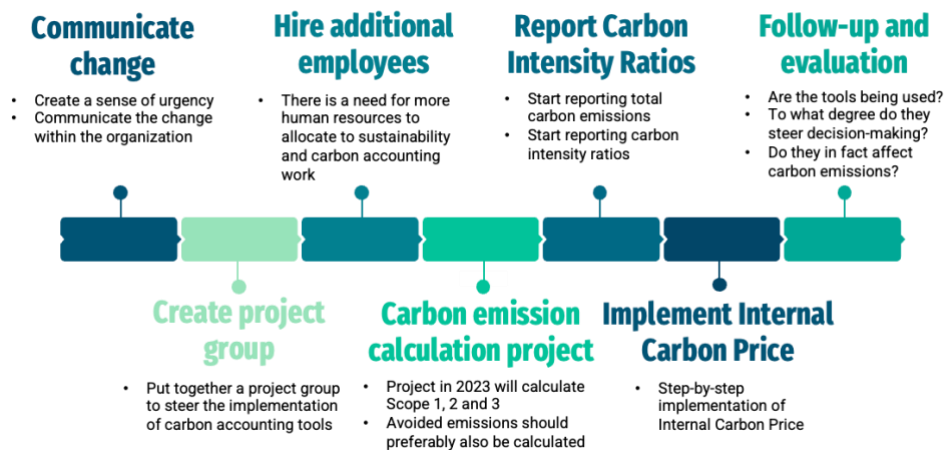 Communicate
change
• Create a sense of urgency
• Communicate the change
within the organization
Hire additional
employees
• There is a need for more
human resources to
allocate to sustainability
and carbon accounting
work
Report Carbon
Intensity Ratios
• Start reporting total
carbon emissions
• Start reporting carbon
intensity ratios
Follow-up and
evaluation
• Are the tools being used?
• To what degree do they
steer decision-making?
• Do they in fact affect
carbon emissions?
Create project
group
• Put together a project group
to steer the implementation
of carbon accounting tools
Carbon emission
calculation project
• Project in 2023 will calculate
Scope 1, 2 and 3
• Avoided emissions should
preferably also be calculated
Implement Internal
Carbon Price
• Step-by-step
implementation of
Internal Carbon Price